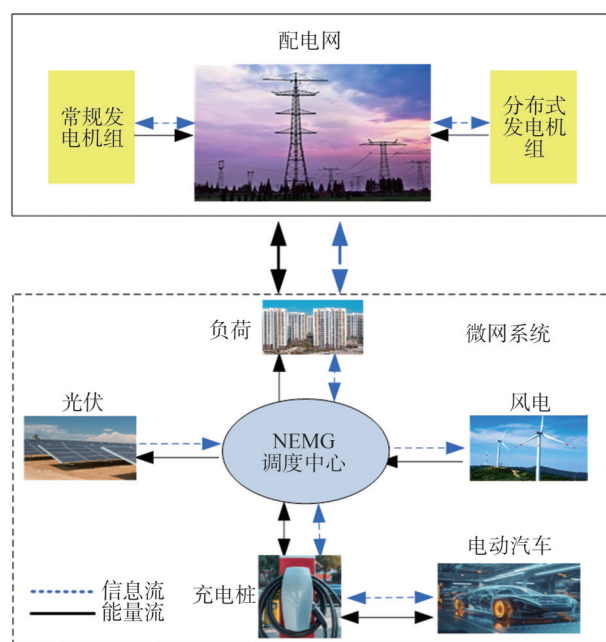 配电网
常规发
电机组
分布式
发电机
组
负荷
微网系统
光伏
风电
NEMG
调度中心
电动汽车
充电桩
信息流
能量流